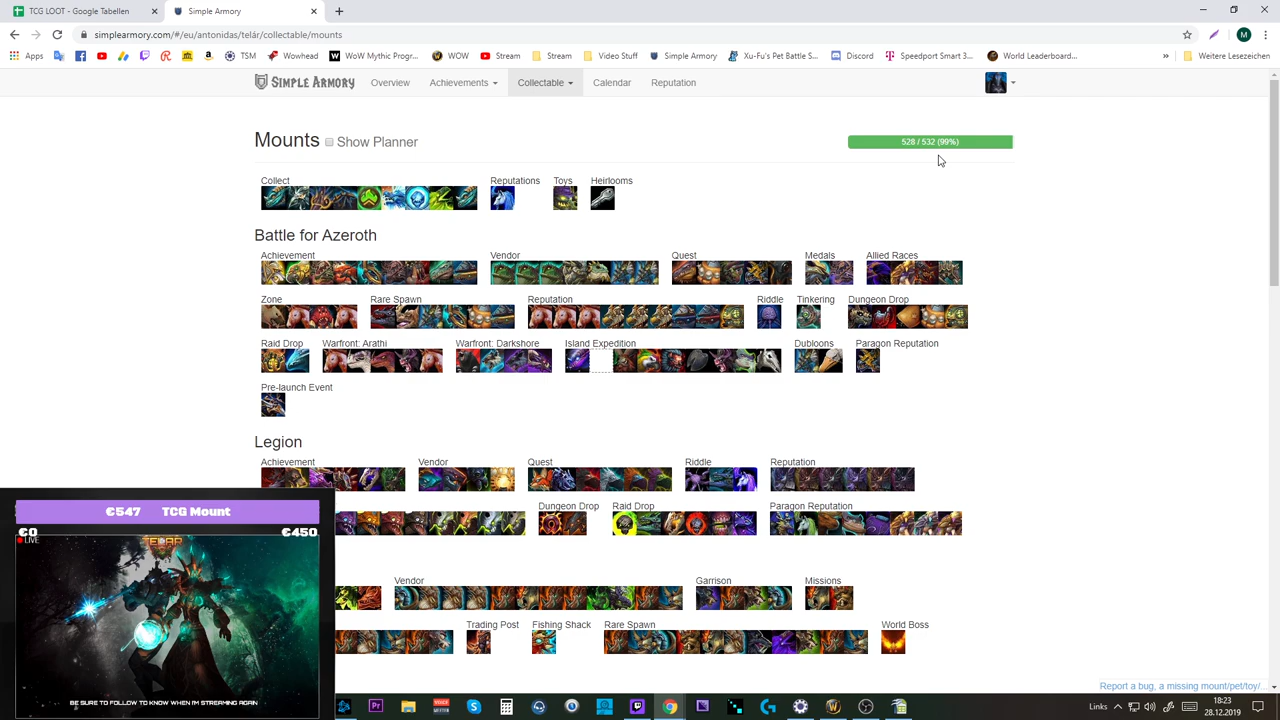 TCG LOOT - Google Tabellen
Simple Armory
simplearmory.com/#/eu/antonidas/telár/collectable/mounts
Apps
TSM
Wowhead
WoW Mythic Progr...
WOW
Stream
Stream
Video Stuff
Simple Armory
Xu-Fu's Pet Battle S...
Discord
Speedport Smart 3...
World Leaderboard...
Weitere Lesezeichen
SIMPLE ARMORY
Overview
Achievements
Collectable
Calendar
Reputation
Mounts
Show Planner
528 / 532 (99%)
Collect
Reputations
Toys
Heirlooms
Battle for Azeroth
Achievement
Vendor
Quest
Medals
Allied Races
Zone
Rare Spawn
Reputation
Riddle
Tinkering
Dungeon Drop
Raid Drop
Warfront: Arathi
Warfront: Darkshore
Island Expedition
Dubloons
Paragon Reputation
Pre-launch Event
Legion
Achievement
Vendor
Quest
Riddle
Reputation
Dungeon Drop
Raid Drop
Paragon Reputation
Vendor
Garrison
Missions
Trading Post
Fishing Shack
Rare Spawn
World Boss
€547 TCG Mount
€0
€450
LIVE
TELAR
BE SURE TO FOLLOW TO KNOW WHEN I'M STREAMING AGAIN
Report a bug, a missing mount/pet/toy/...
Links
18:23
28.12.2019